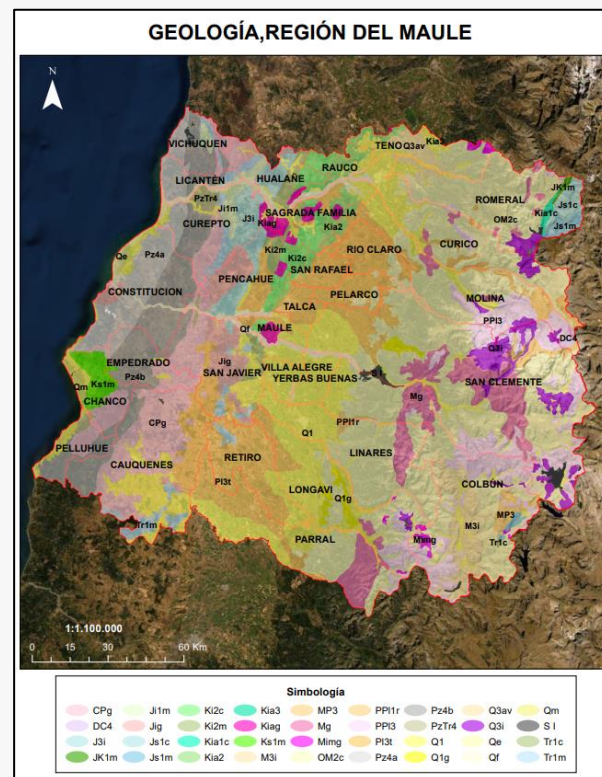 GEOLOGÍA,REGIÓN DEL MAULE
N
VICHUQUEN
TENO
Q3av
Kia3
RAUCO
LICANTÉN
HUALAÑE
PzTr4
Ji1m
J3i
SAGRADA FAMILIA
ROMERAL
JK1m
Js1c
Kiag
Kia2
OM2c
Kia1c
Js1m
CUREPTO
CURICO
Qe
Pz4a
Ki2m
Ki2c
RIO CLARO
SAN RAFAEL
PENCAHUE
CONSTITUCION
PELARCO
MOLINA
TALCA
PPl3
Qf
MAULE
DC4
Q3i
EMPEDRADO
Jig
VILLA ALEGRE
Pz4b
SAN JAVIER
YERBAS BUENAS
S I
SAN CLEMENTE
Qm
Ks1m
CHANCO
Mg
CPg
PPl1r
Q1
PELLUHUE
LINARES
CAUQUENES
RETIRO
Pl3t
LONGAVI
COLBÚN
Q1g
MP3
Tr1m
M3i
PARRAL
Mimg
Tr1c
1:1.100.000
0 30 60 Km
Simbología
CPg Ji1m Ki2c Kia3 MP3 PPl1r Pz4b Q3av Qm
DC4 Jig Ki2m Kiag Mg PPl3 PzTr4 Q3i S I
J3i Js1c Kia1c Ks1m Mimg Pl3t Q1 Qe Tr1c
JK1m Js1m Kia2 M3i OM2c Pz4a Q1g Qf Tr1m